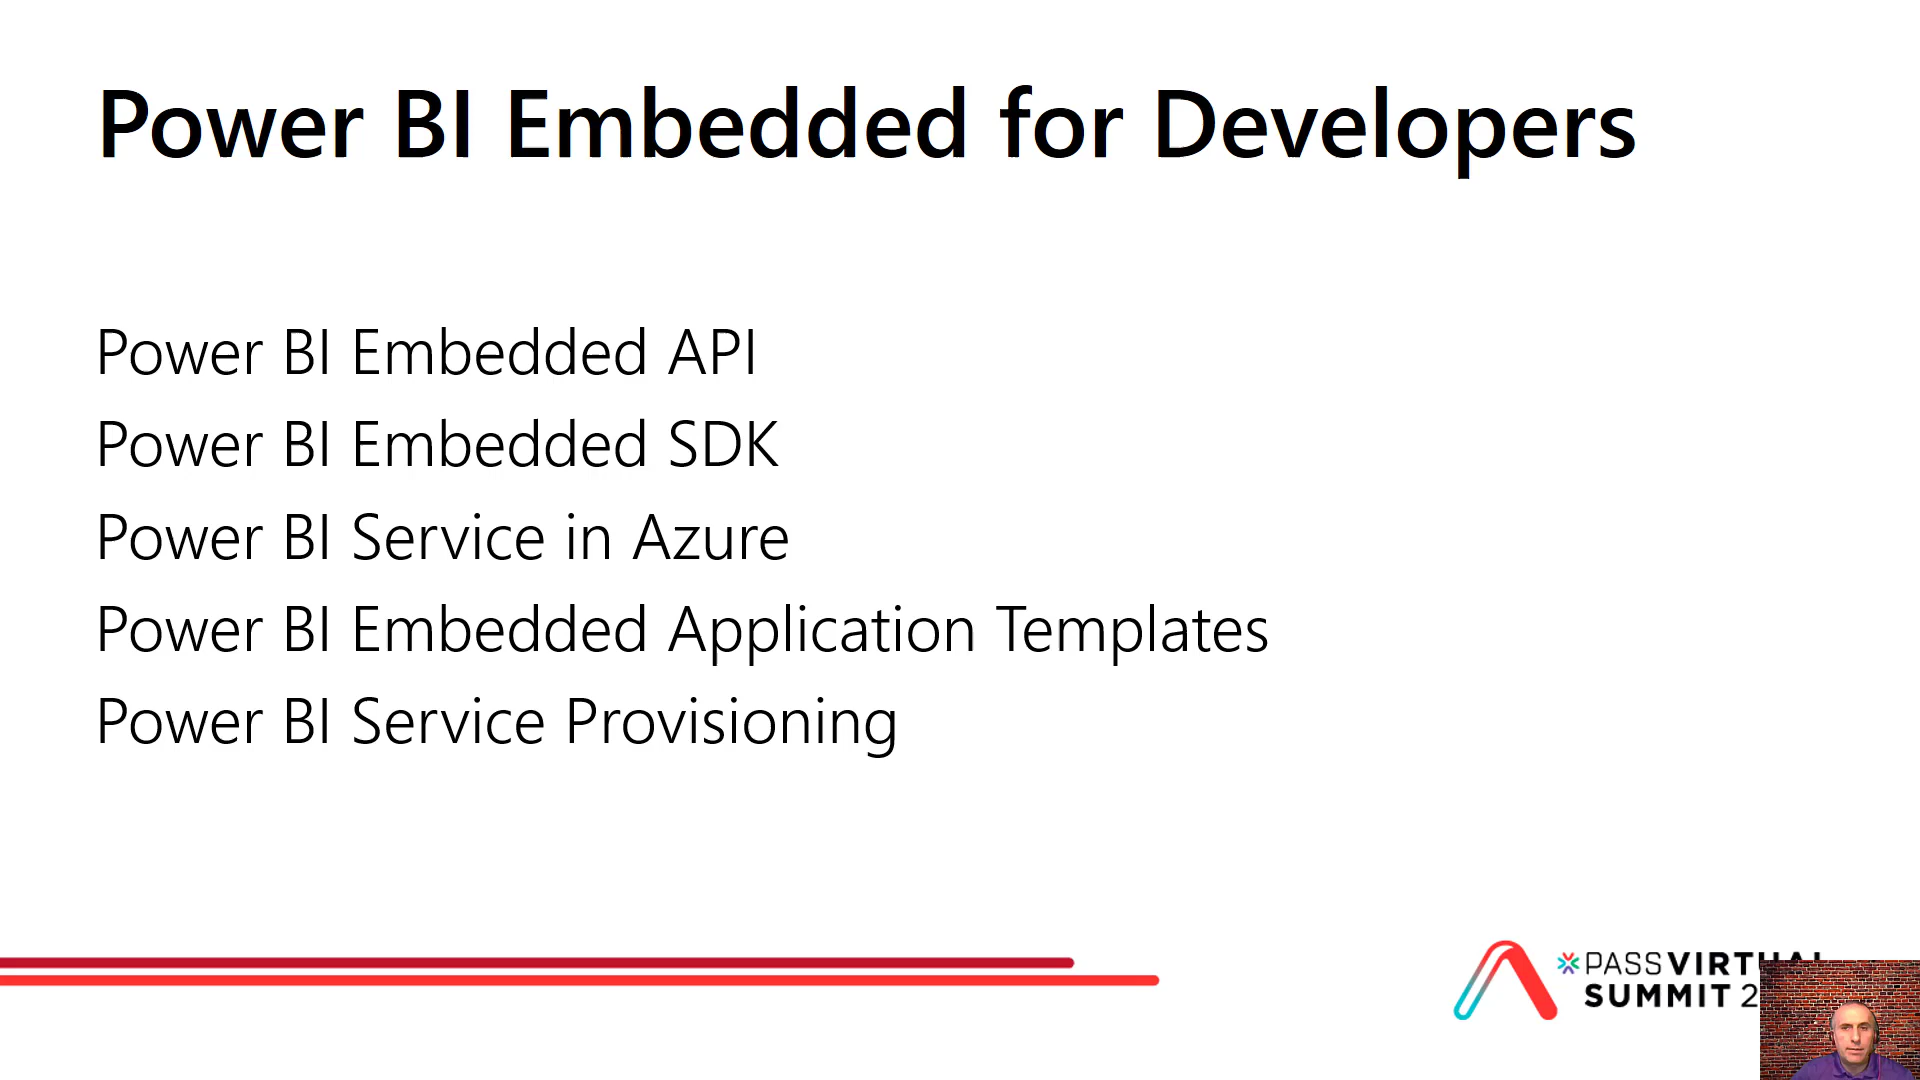 Power BI Embedded for Developers
Power BI Embedded API
Power BI Embedded SDK
Power BI Service in Azure
Power BI Embedded Application Templates
Power BI Service Provisioning
PASS VIRTUAL
SUMMIT